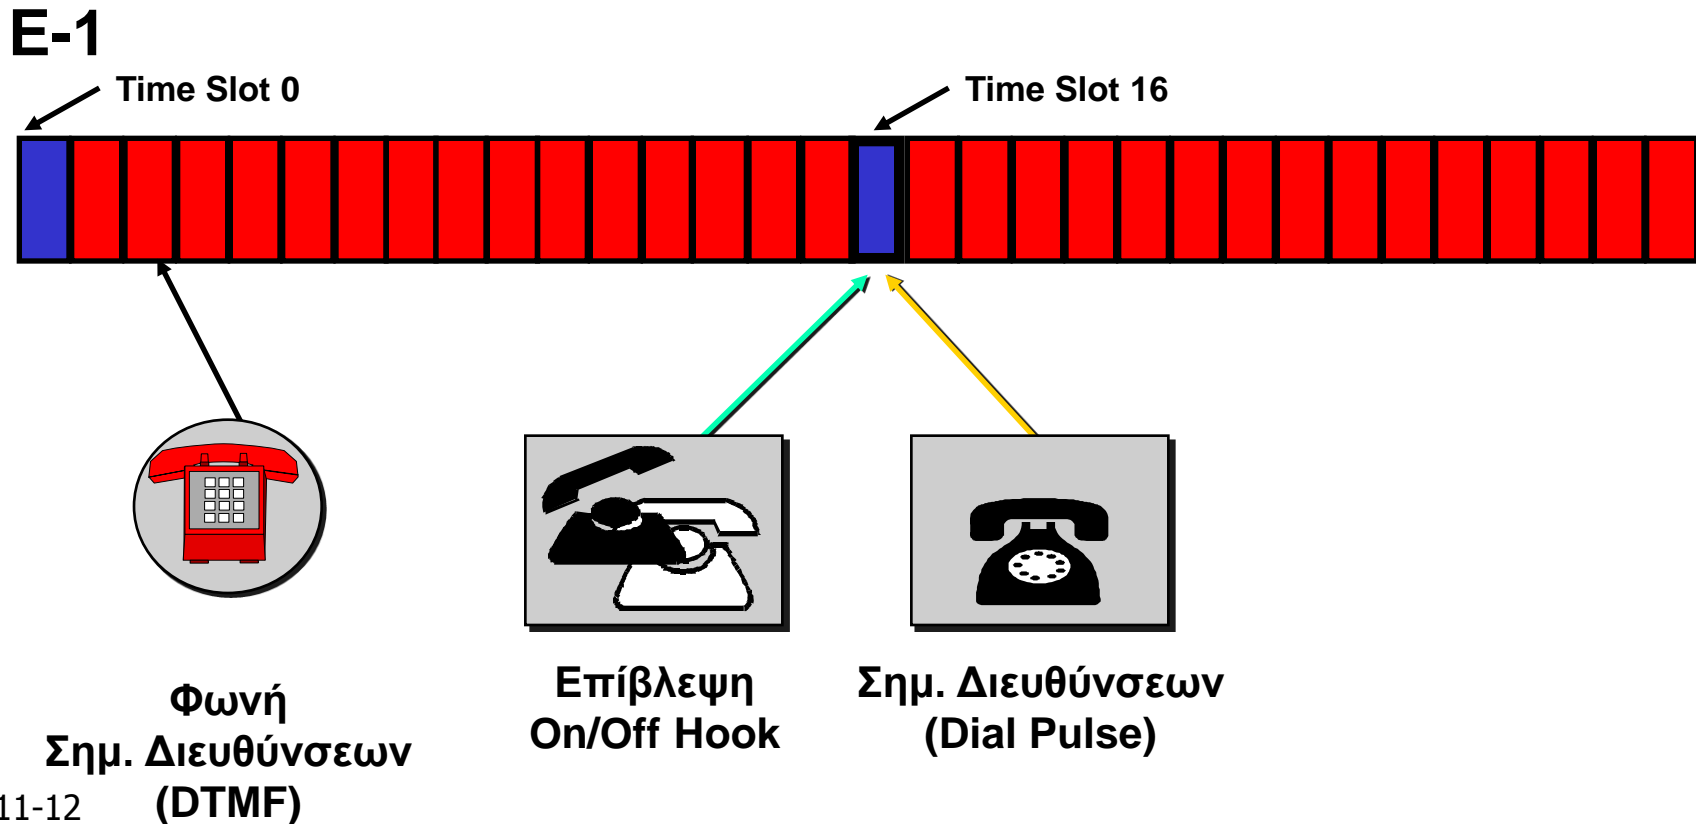 E-1
Time Slot 0
Time Slot 16
Φωνή
Σημ. Διευθύνσεων
(DTMF)
Επίβλεψη
On/Off Hook
Σημ. Διευθύνσεων
(Dial Pulse)
11-12